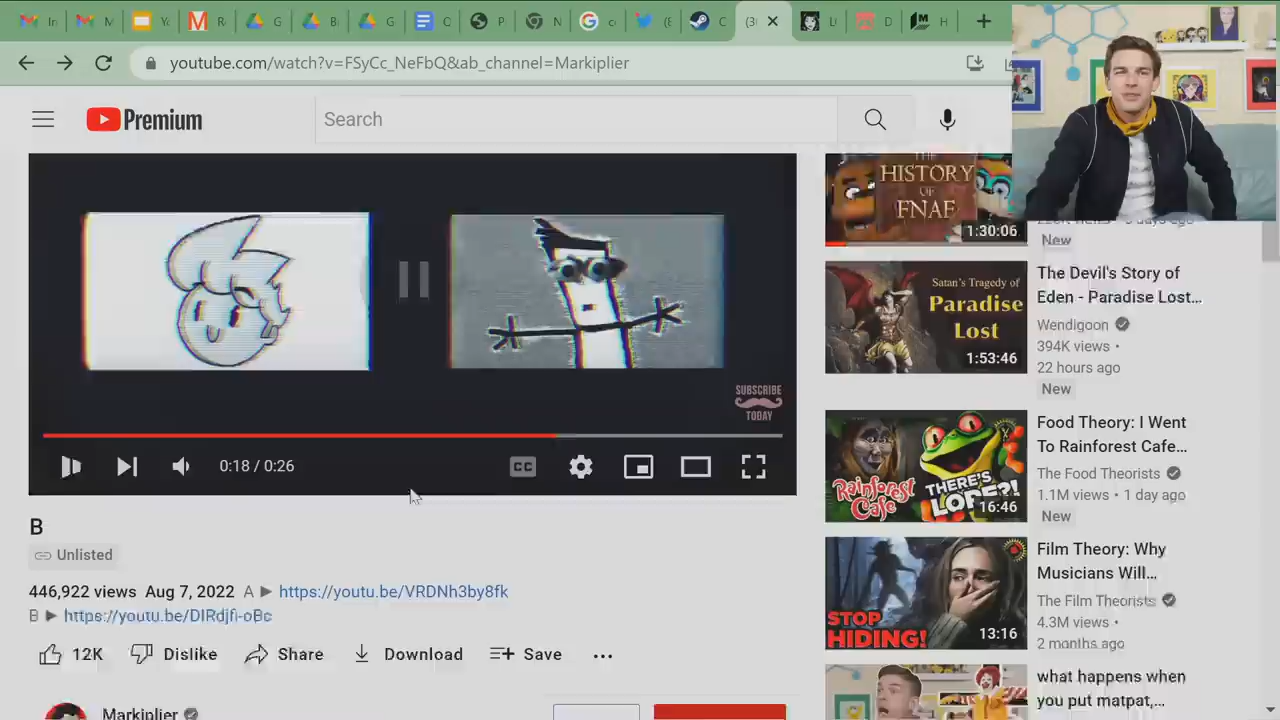 youtube.com/watch?v=FSyCc_NeFbQ&ab_channel=Markiplier
Premium
Search
THE
HISTORY
OF
FNAF
1:30:06
New
Satan's Tragedy of
Paradise
Lost
1:53:46
The Devil's Story of
Eden - Paradise Lost...
Wendigoon
394K views •
22 hours ago
New
SUBSCRIBE
TODAY
0:18 / 0:26
CC
Rainforest
Cafe
THERE'S
LORE?!
16:46
Food Theory: I Went
To Rainforest Cafe...
The Food Theorists
1.1M views • 1 day ago
New
B
Unlisted
446,922 views Aug 7, 2022 A ► https://youtu.be/VRDNh3by8fk
B ► https://youtu.be/DIRdjfi-oBc
12K
Dislike
Share
Download
Save
STOP
HIDING!
13:16
Film Theory: Why
Musicians Will...
The Film Theorists
4.3M views •
2 months ago
what happens when
you put matpat,...
Markiplier